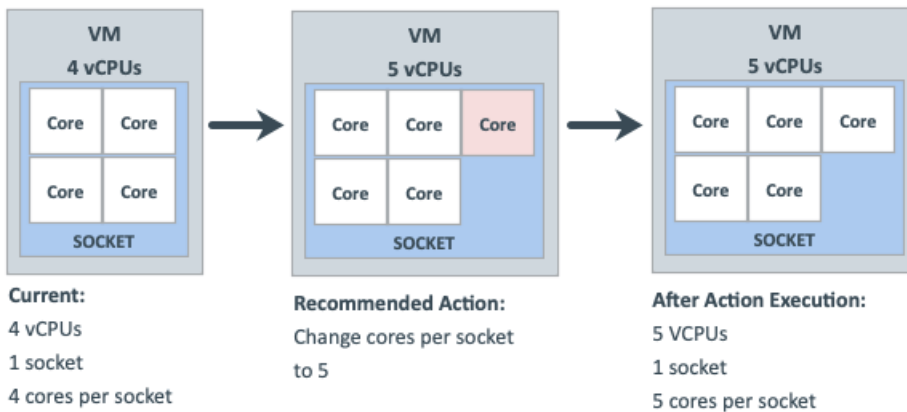 VM
4 vCPUs
Core Core
Core Core
SOCKET
Current:
4 vCPUs
1 socket
4 cores per socket
VM
5 vCPUs
Core Core Core
Core Core
SOCKET
Recommended Action:
Change cores per socket
to 5
VM
5 vCPUs
Core Core Core
Core Core
SOCKET
After Action Execution:
5 VCPUs
1 socket
5 cores per socket